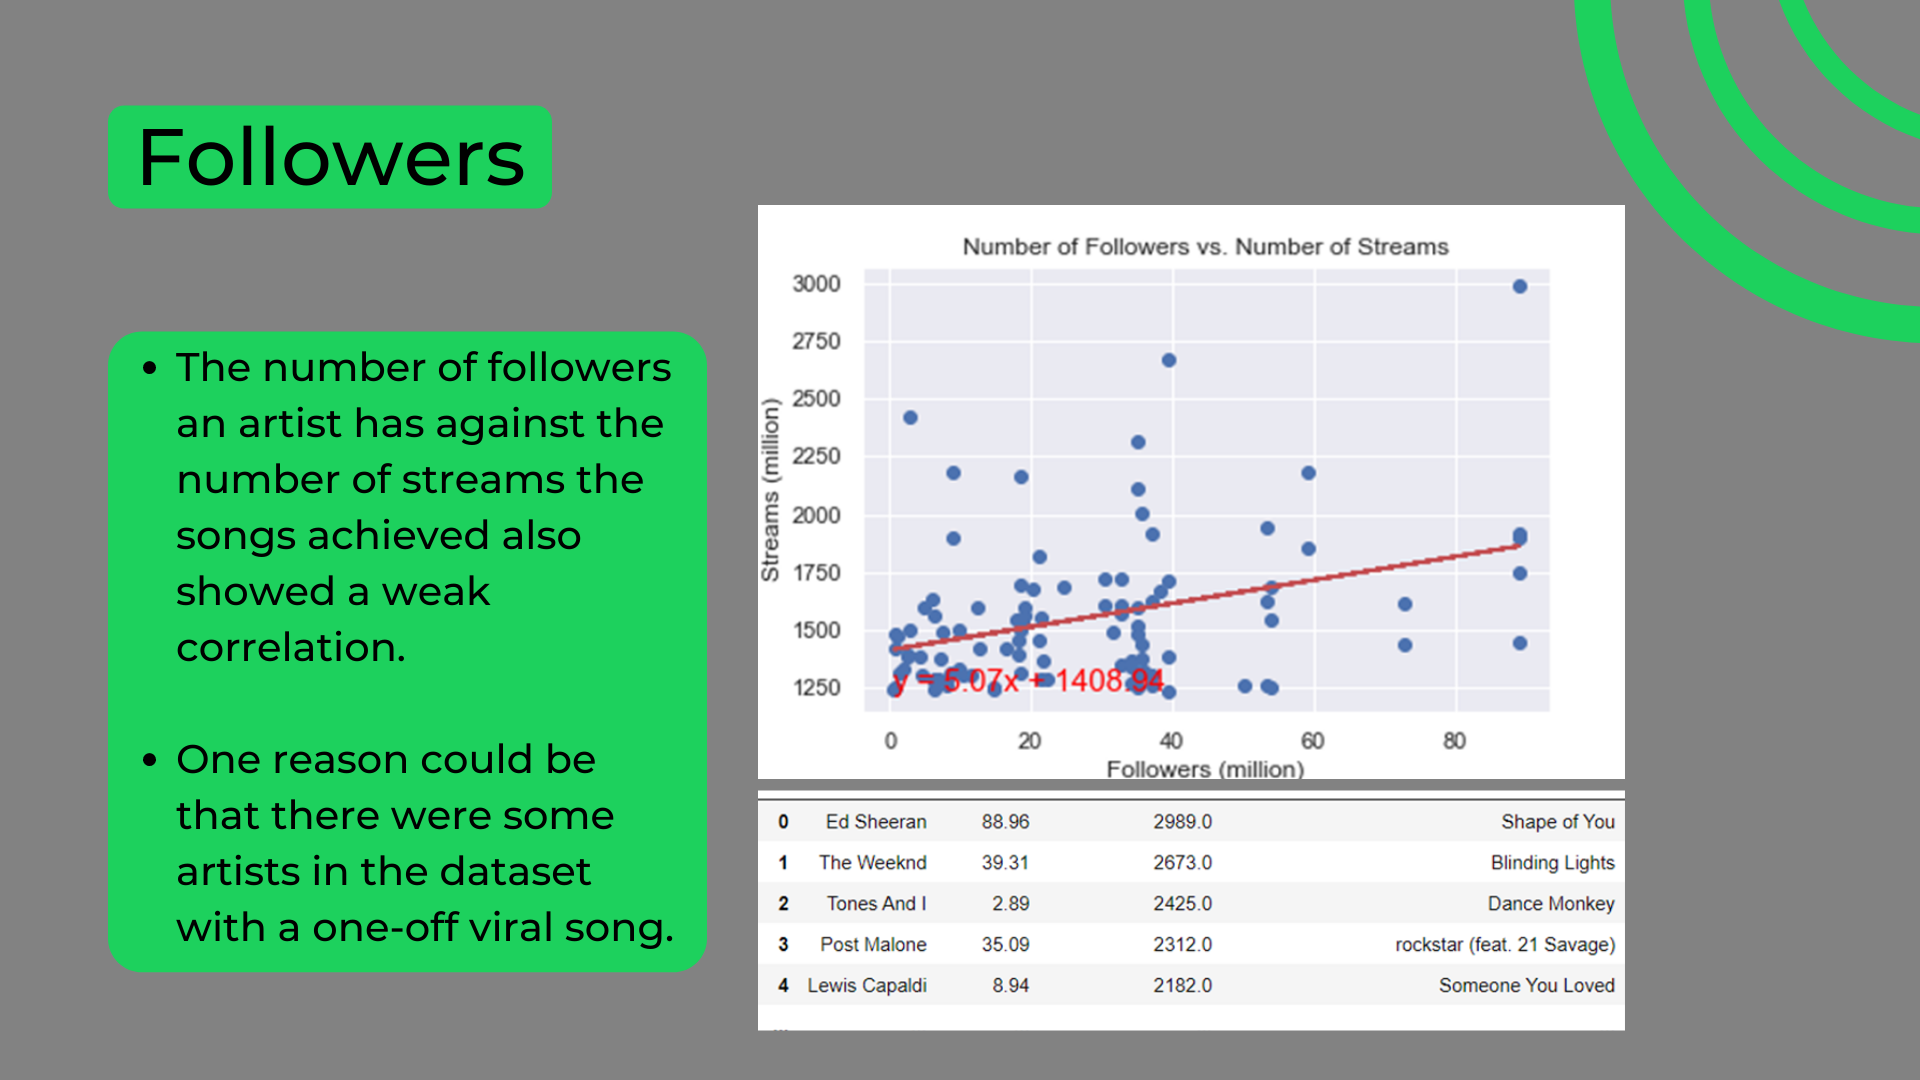 Followers
• The number of followers
an artist has against the
number of streams the
songs achieved also
showed a weak
correlation.
• One reason could be
that there were some
artists in the dataset
with a one-off viral song.
Number of Followers vs. Number of Streams
Streams (million)
3000
2750
2500
2250
2000
1750
1500
1250
y = 5.07x + 1408.94
0 20 40 60 80
Followers (million)
0 Ed Sheeran 88.96 2989.0 Shape of You
1 The Weeknd 39.31 2673.0 Blinding Lights
2 Tones And I 2.89 2425.0 Dance Monkey
3 Post Malone 35.09 2312.0 rockstar (feat. 21 Savage)
4 Lewis Capaldi 8.94 2182.0 Someone You Loved
...